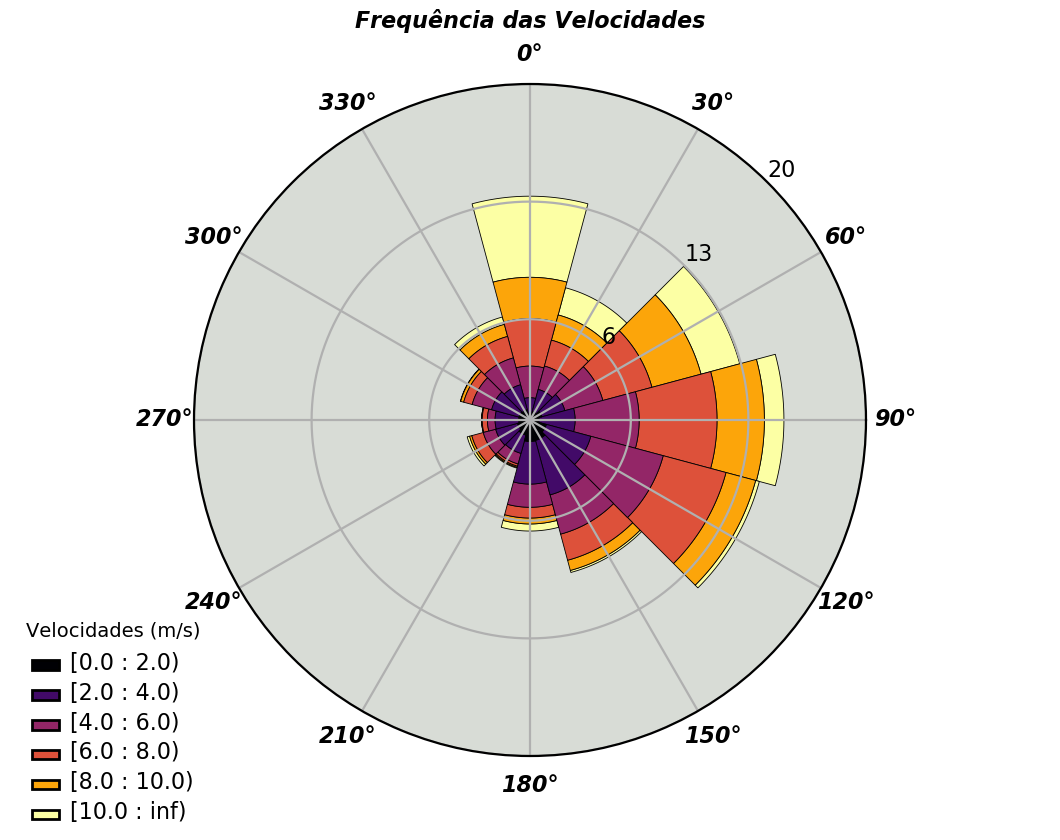 Frequência das Velocidades
0°
330°
30°
20
300°
60°
13
6
270°
90°
240°
120°
210°
150°
180°
Velocidades (m/s)
[0.0 : 2.0)
[2.0 : 4.0)
[4.0 : 6.0)
[6.0 : 8.0)
[8.0 : 10.0)
[10.0 : inf)